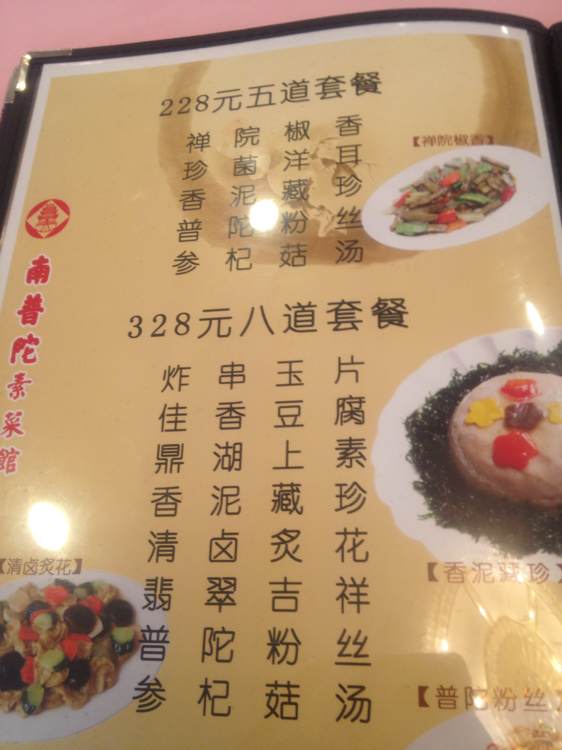 228元五道套餐
禅院椒香
珍菌洋耳
香泥藏珍
普陀粉丝
参杞菇汤
【禅院椒香】
南普陀素菜館
328元八道套餐
炸串玉片
佳香豆腐
鼎湖上素
香泥藏珍
清卤炙花
翡翠吉祥
普陀粉丝
参杞菇汤
【香泥藏珍】
【清卤炙花】
【普陀粉丝】